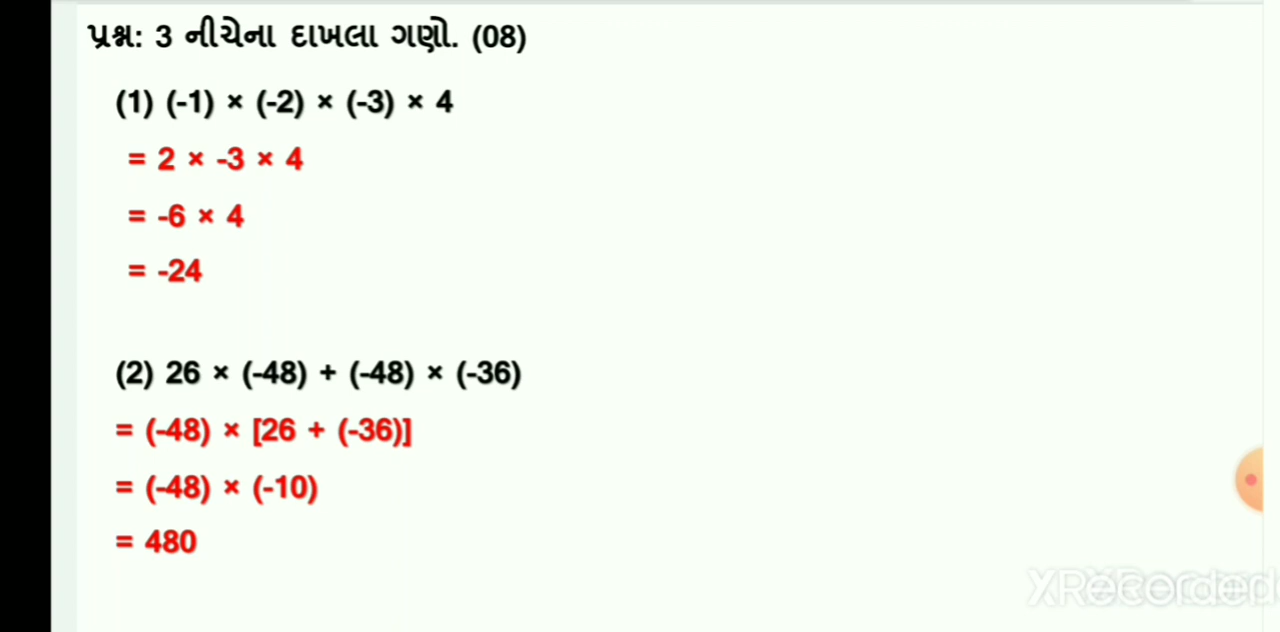 પ્રશ્ન: 3 નીચેના દાખલા ગણો. (08)
(1) (-1) × (-2) × (-3) × 4
= 2 × -3 × 4
= -6 × 4
= -24
(2) 26 × (-48) + (-48) × (-36)
= (-48) × [26 + (-36)]
= (-48) × (-10)
= 480
XRecorder